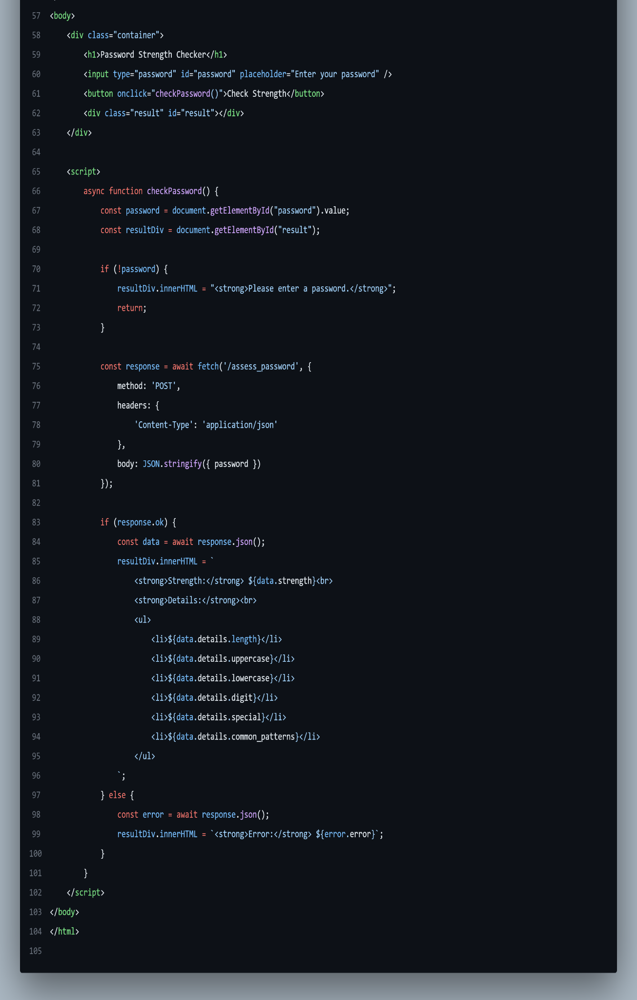 57 <body>
58     <div class="container">
59         <h1>Password Strength Checker</h1>
60         <input type="password" id="password" placeholder="Enter your password" />
61         <button onclick="checkPassword()">Check Strength</button>
62         <div class="result" id="result"></div>
63     </div>
64
65     <script>
66         async function checkPassword() {
67             const password = document.getElementById("password").value;
68             const resultDiv = document.getElementById("result");
69
70             if (!password) {
71                 resultDiv.innerHTML = "<strong>Please enter a password.</strong>";
72                 return;
73             }
74
75             const response = await fetch('/assess_password', {
76                 method: 'POST',
77                 headers: {
78                     'Content-Type': 'application/json'
79                 },
80                 body: JSON.stringify({ password })
81             });
82
83             if (response.ok) {
84                 const data = await response.json();
85                 resultDiv.innerHTML = `
86                     <strong>Strength:</strong> ${data.strength}<br>
87                     <strong>Details:</strong><br>
88                     <ul>
89                         <li>${data.details.length}</li>
90                         <li>${data.details.uppercase}</li>
91                         <li>${data.details.lowercase}</li>
92                         <li>${data.details.digit}</li>
93                         <li>${data.details.special}</li>
94                         <li>${data.details.common_patterns}</li>
95                     </ul>
96                 `;
97             } else {
98                 const error = await response.json();
99                 resultDiv.innerHTML = `<strong>Error:</strong> ${error.error}`;
100             }
101         }
102     </script>
103 </body>
104 </html>
105